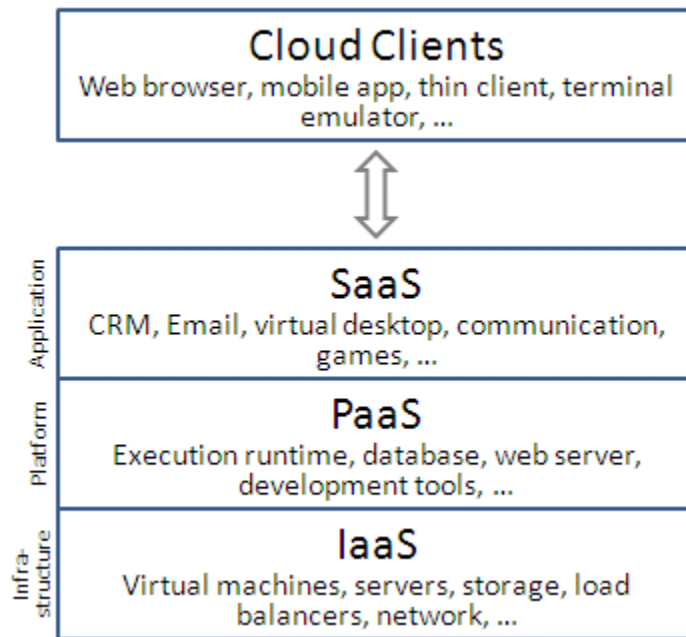 Cloud Clients
Web browser, mobile app, thin client, terminal
emulator, ...
Application
SaaS
CRM, Email, virtual desktop, communication,
games, ...
Platform
PaaS
Execution runtime, database, web server,
development tools, ...
Infra-
structure
IaaS
Virtual machines, servers, storage, load
balancers, network, ...